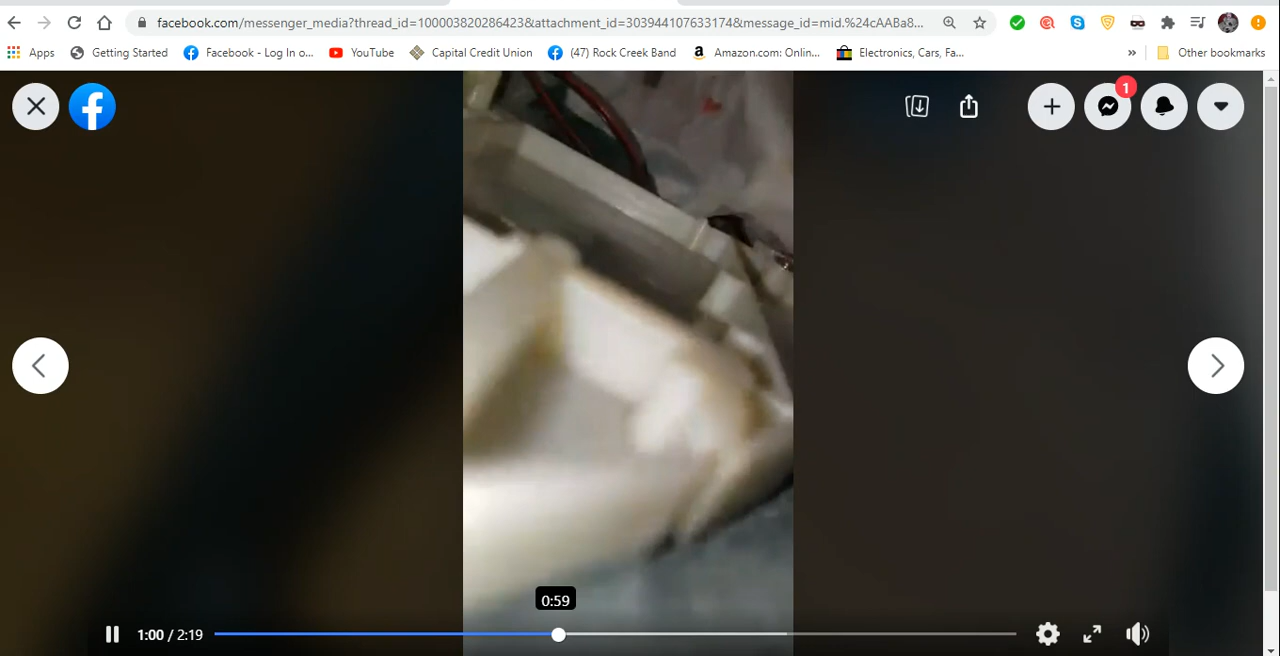 facebook.com/messenger_media?thread_id=100003820286423&attachment_id=303944107633174&message_id=mid.%24cAABa8...
Apps Getting Started Facebook - Log In o... YouTube Capital Credit Union (47) Rock Creek Band Amazon.com: Onlin... Electronics, Cars, Fa... » Other bookmarks
1
0:59
1:00 / 2:19